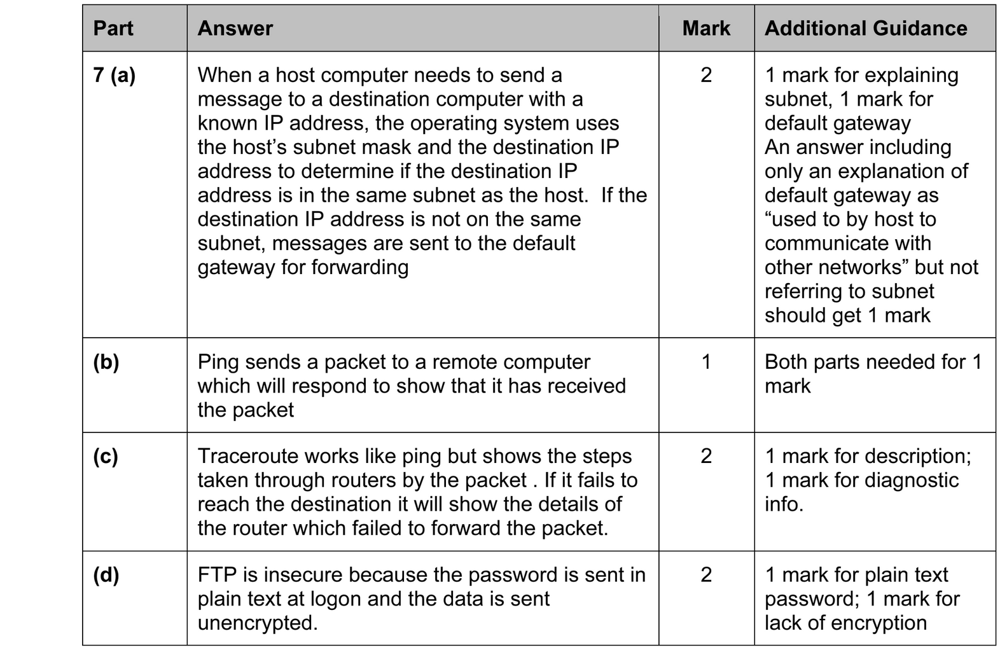 Part Answer Mark Additional Guidance
7 (a)
When a host computer needs to send a
message to a destination computer with a
known IP address, the operating system uses
the host’s subnet mask and the destination IP
address to determine if the destination IP
address is in the same subnet as the host.  If the
destination IP address is not on the same
subnet, messages are sent to the default
gateway for forwarding
2
1 mark for explaining
subnet, 1 mark for
default gateway
An answer including
only an explanation of
default gateway as
“used to by host to
communicate with
other networks” but not
referring to subnet
should get 1 mark
(b)
Ping sends a packet to a remote computer
which will respond to show that it has received
the packet
1
Both parts needed for 1
mark
(c)
Traceroute works like ping but shows the steps
taken through routers by the packet . If it fails to
reach the destination it will show the details of
the router which failed to forward the packet.
2
1 mark for description;
1 mark for diagnostic
info.
(d)
FTP is insecure because the password is sent in
plain text at logon and the data is sent
unencrypted.
2
1 mark for plain text
password; 1 mark for
lack of encryption